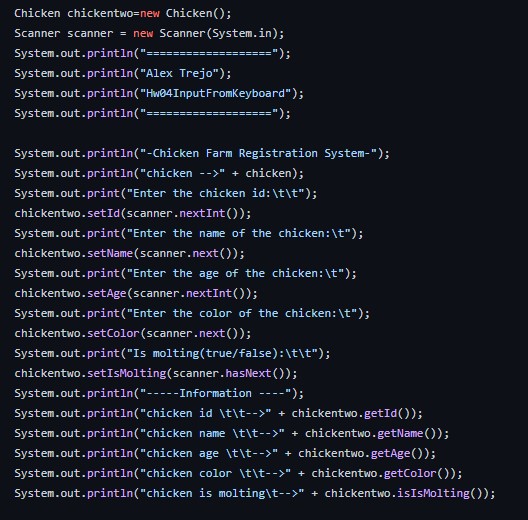 Chicken chickentwo=new Chicken();
Scanner scanner = new Scanner(System.in);
System.out.println("===================");
System.out.println("Alex Trejo");
System.out.println("Hw04InputFromKeyboard");
System.out.println("===================");
System.out.println("-Chicken Farm Registration System-");
System.out.println("chicken -->" + chicken);
System.out.print("Enter the chicken id:\t\t");
chickentwo.setId(scanner.nextInt());
System.out.print("Enter the name of the chicken:\t");
chickentwo.setName(scanner.next());
System.out.print("Enter the age of the chicken:\t");
chickentwo.setAge(scanner.nextInt());
System.out.print("Enter the color of the chicken:\t");
chickentwo.setColor(scanner.next());
System.out.print("Is molting(true/false):\t\t");
chickentwo.setIsMolting(scanner.hasNext());
System.out.println("-----Information ----");
System.out.println("chicken id \t\t-->" + chickentwo.getId());
System.out.println("chicken name \t\t-->" + chickentwo.getName());
System.out.println("chicken age \t\t-->" + chickentwo.getAge());
System.out.println("chicken color \t\t-->" + chickentwo.getColor());
System.out.println("chicken is molting\t-->" + chickentwo.isIsMolting());